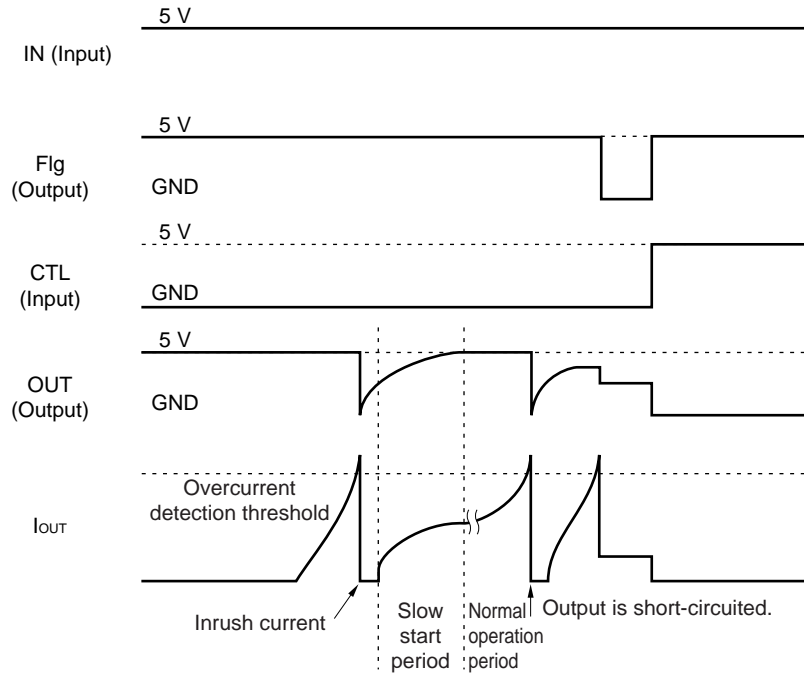 5 V
IN (Input)
5 V
Flg
(Output)
GND
5 V
CTL
(Input)
GND
5 V
OUT
(Output)
GND
Overcurrent
detection threshold
IOUT
Inrush current
Slow
start
period
Normal
operation
period
Output is short-circuited.